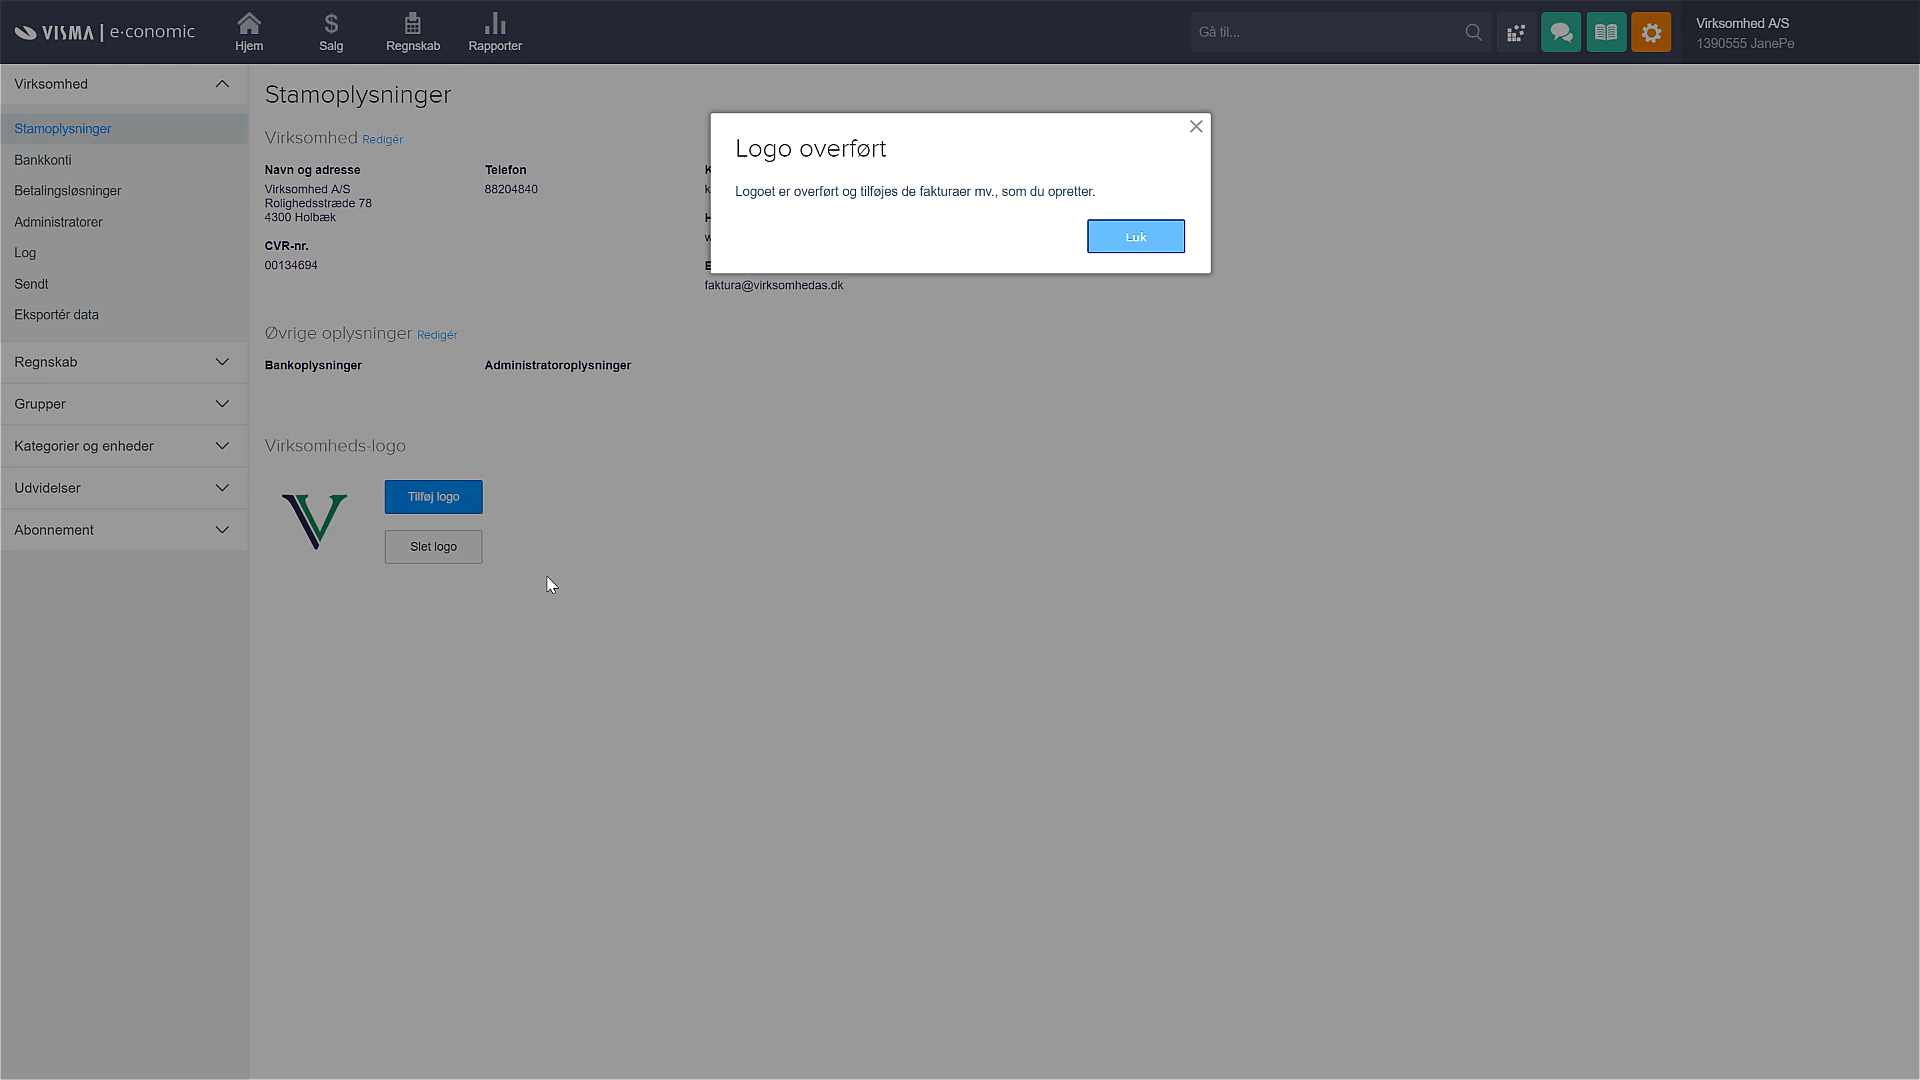 VISMA | e-conomic
Hjem
Salg
Regnskab
Rapporter
Gå til...
Virksomhed A/S
1390555 JanePe
Virksomhed
Stamoplysninger
Bankkonti
Betalingsløsninger
Administratorer
Log
Sendt
Eksportér data
Regnskab
Grupper
Kategorier og enheder
Udvidelser
Abonnement
Stamoplysninger
Virksomhed Redigér
Navn og adresse
Virksomhed A/S
Rolighedsstræde 78
4300 Holbæk
CVR-nr.
00134694
Telefon
88204840
faktura@virksomhedas.dk
Øvrige oplysninger Redigér
Bankoplysninger
Administratoroplysninger
Virksomheds-logo
V
Tilføj logo
Slet logo
Logo overført
Logoet er overført og tilføjes de fakturaer mv., som du opretter.
Luk